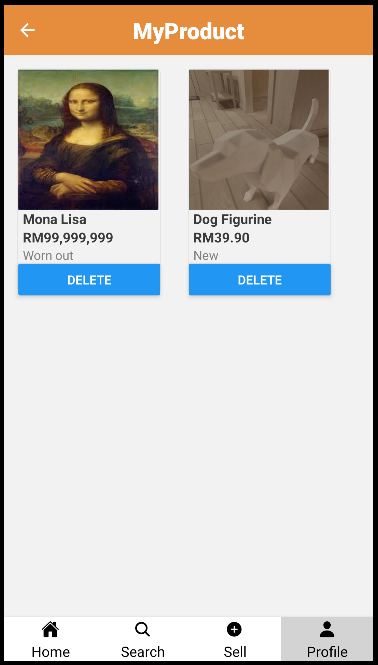 MyProduct
Mona Lisa
RM99,999,999
Worn out
DELETE
Dog Figurine
RM39.90
New
DELETE
Home
Search
Sell
Profile